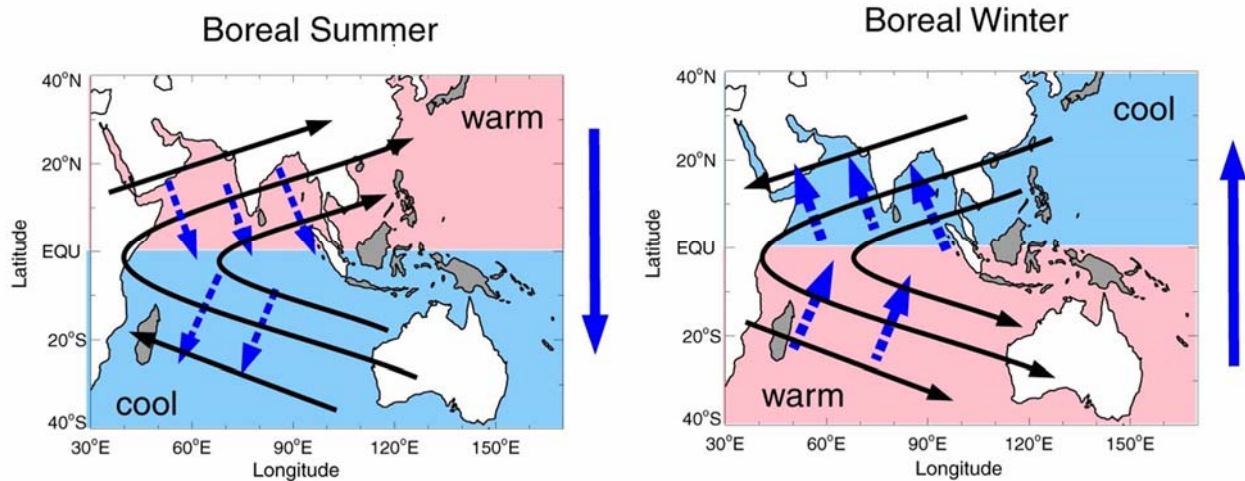 Boreal Summer
40°N
20°N
EQU
20°S
40°S
Latitude
warm
cool
30°E
60°E
90°E
120°E
150°E
Longitude
Boreal Winter
40°N
20°N
EQU
20°S
40°S
Latitude
cool
warm
30°E
60°E
90°E
120°E
150°E
Longitude